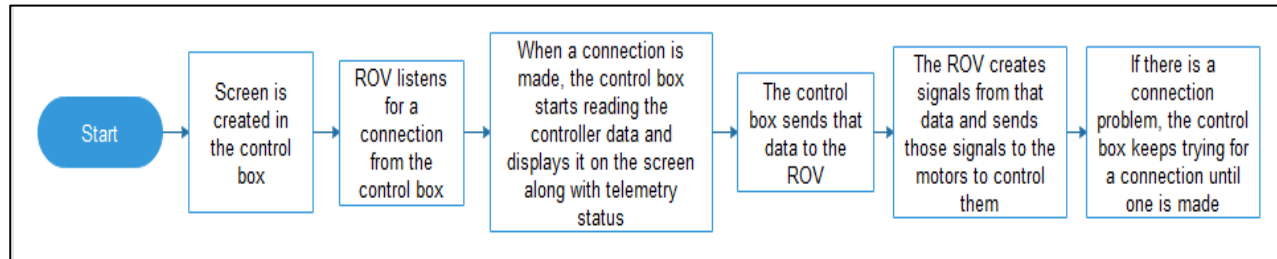 Start
Screen is
created in
the control
box
ROV listens
for a
connection
from the
control box
When a connection is
made, the control box
starts reading the
controller data and
displays it on the screen
along with telemetry
status
The control
box sends that
data to the
ROV
The ROV creates
signals from that
data and sends
those signals to the
motors to control
them
If there is a
connection
problem, the control
box keeps trying for
a connection until
one is made